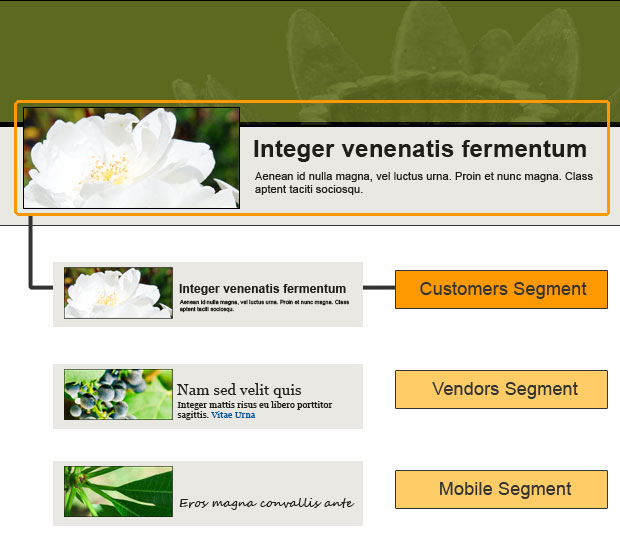 Integer venenatis fermentum
Aenean id nulla magna, vel luctus urna. Proin et nunc magna. Class
aptent taciti sociosqu.
Integer venenatis fermentum
Aenean id nulla magna, vel luctus urna. Proin et nunc magna. Class
aptent taciti sociosqu.
Customers Segment
Nam sed velit quis
Integer mattis risus eu libero porttitor
sagittis. Vitae Urna
Vendors Segment
Eros magna convallis ante
Mobile Segment